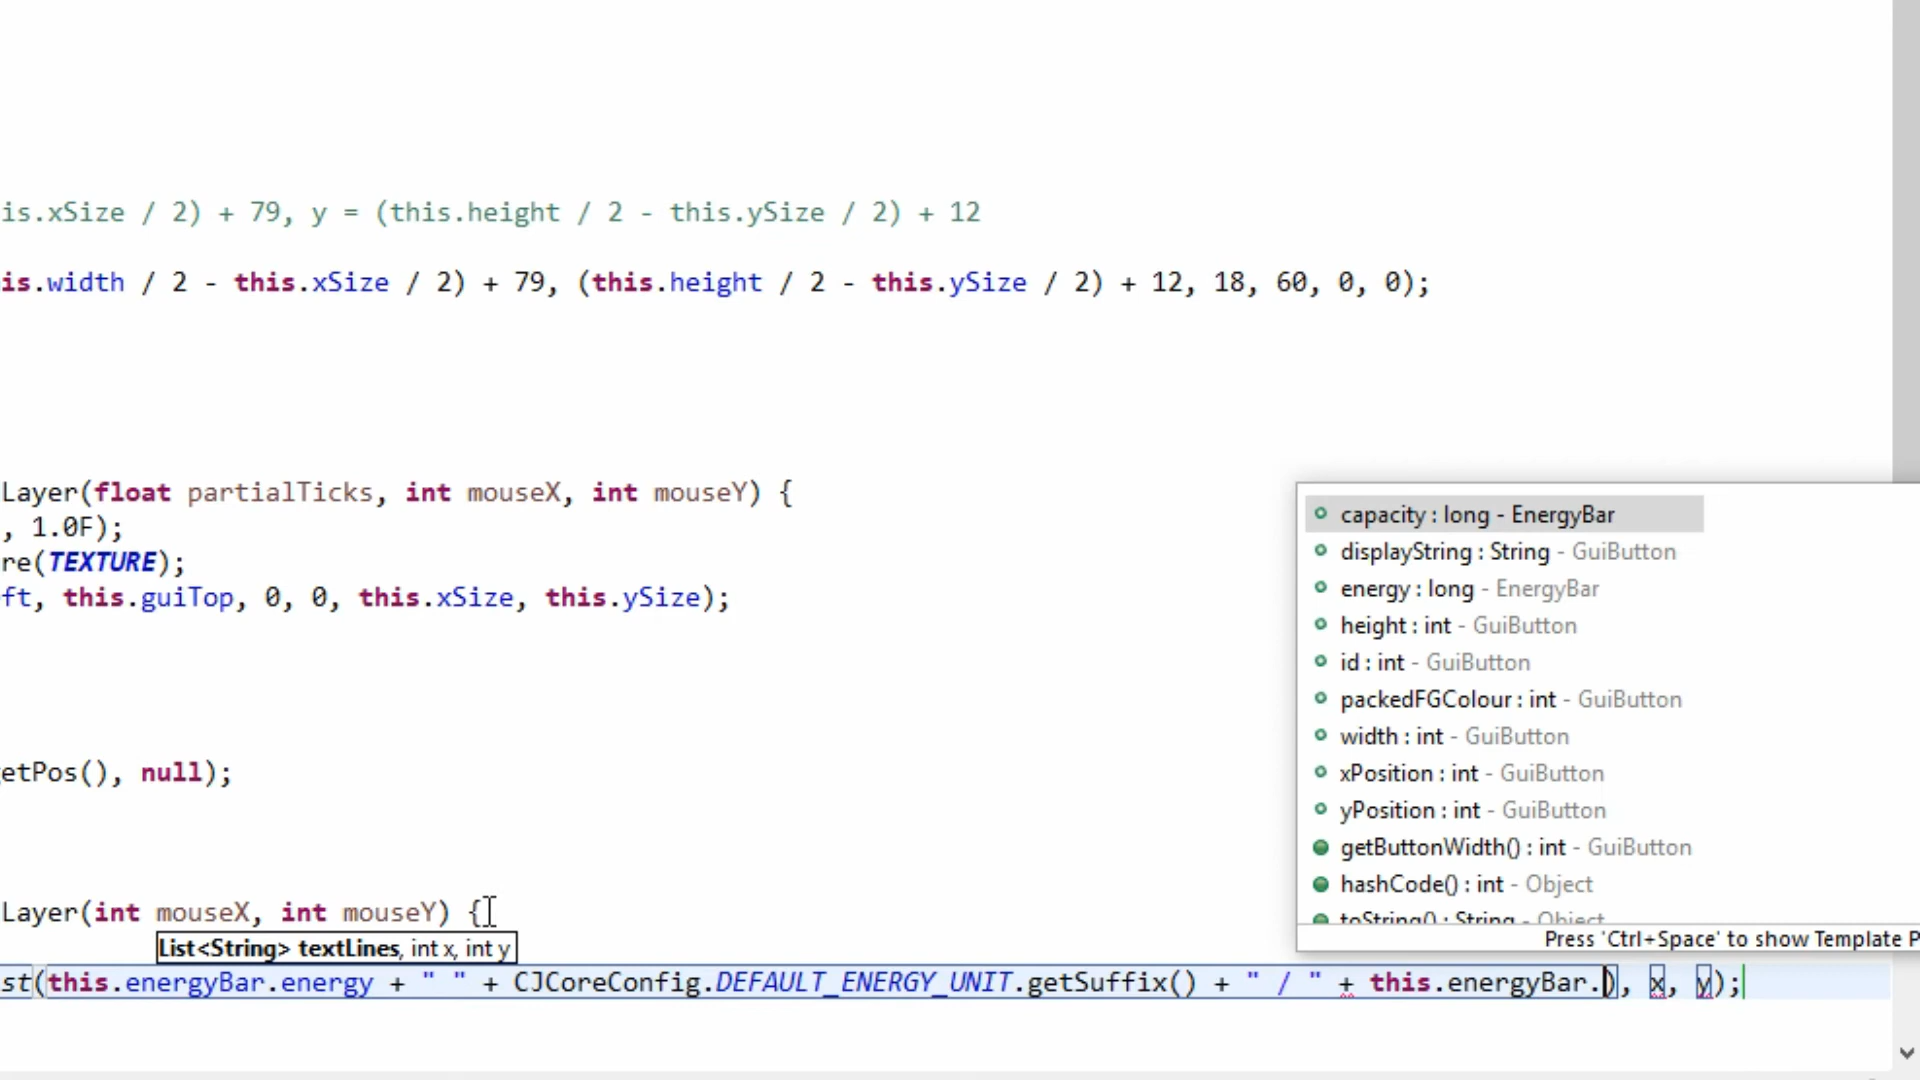 is.xSize / 2) + 79, y = (this.height / 2 - this.ySize / 2) + 12
is.width / 2 - this.xSize / 2) + 79, (this.height / 2 - this.ySize / 2) + 12, 18, 60, 0, 0);
Layer(float partialTicks, int mouseX, int mouseY) {
, 1.0F);
re(TEXTURE);
ft, this.guiTop, 0, 0, this.xSize, this.ySize);
etPos(), null);
Layer(int mouseX, int mouseY) {
List<String> textLines, int x, int y
st(this.energyBar.energy + " " + CJCoreConfig.DEFAULT_ENERGY_UNIT.getSuffix() + " / " + this.energyBar.), x, y);
capacity : long - EnergyBar
displayString : String - GuiButton
energy : long - EnergyBar
height : int - GuiButton
id : int - GuiButton
packedFGColour : int - GuiButton
width : int - GuiButton
xPosition : int - GuiButton
yPosition : int - GuiButton
getButtonWidth() : int - GuiButton
hashCode() : int - Object
toString() : String - Object
Press 'Ctrl+Space' to show Template P